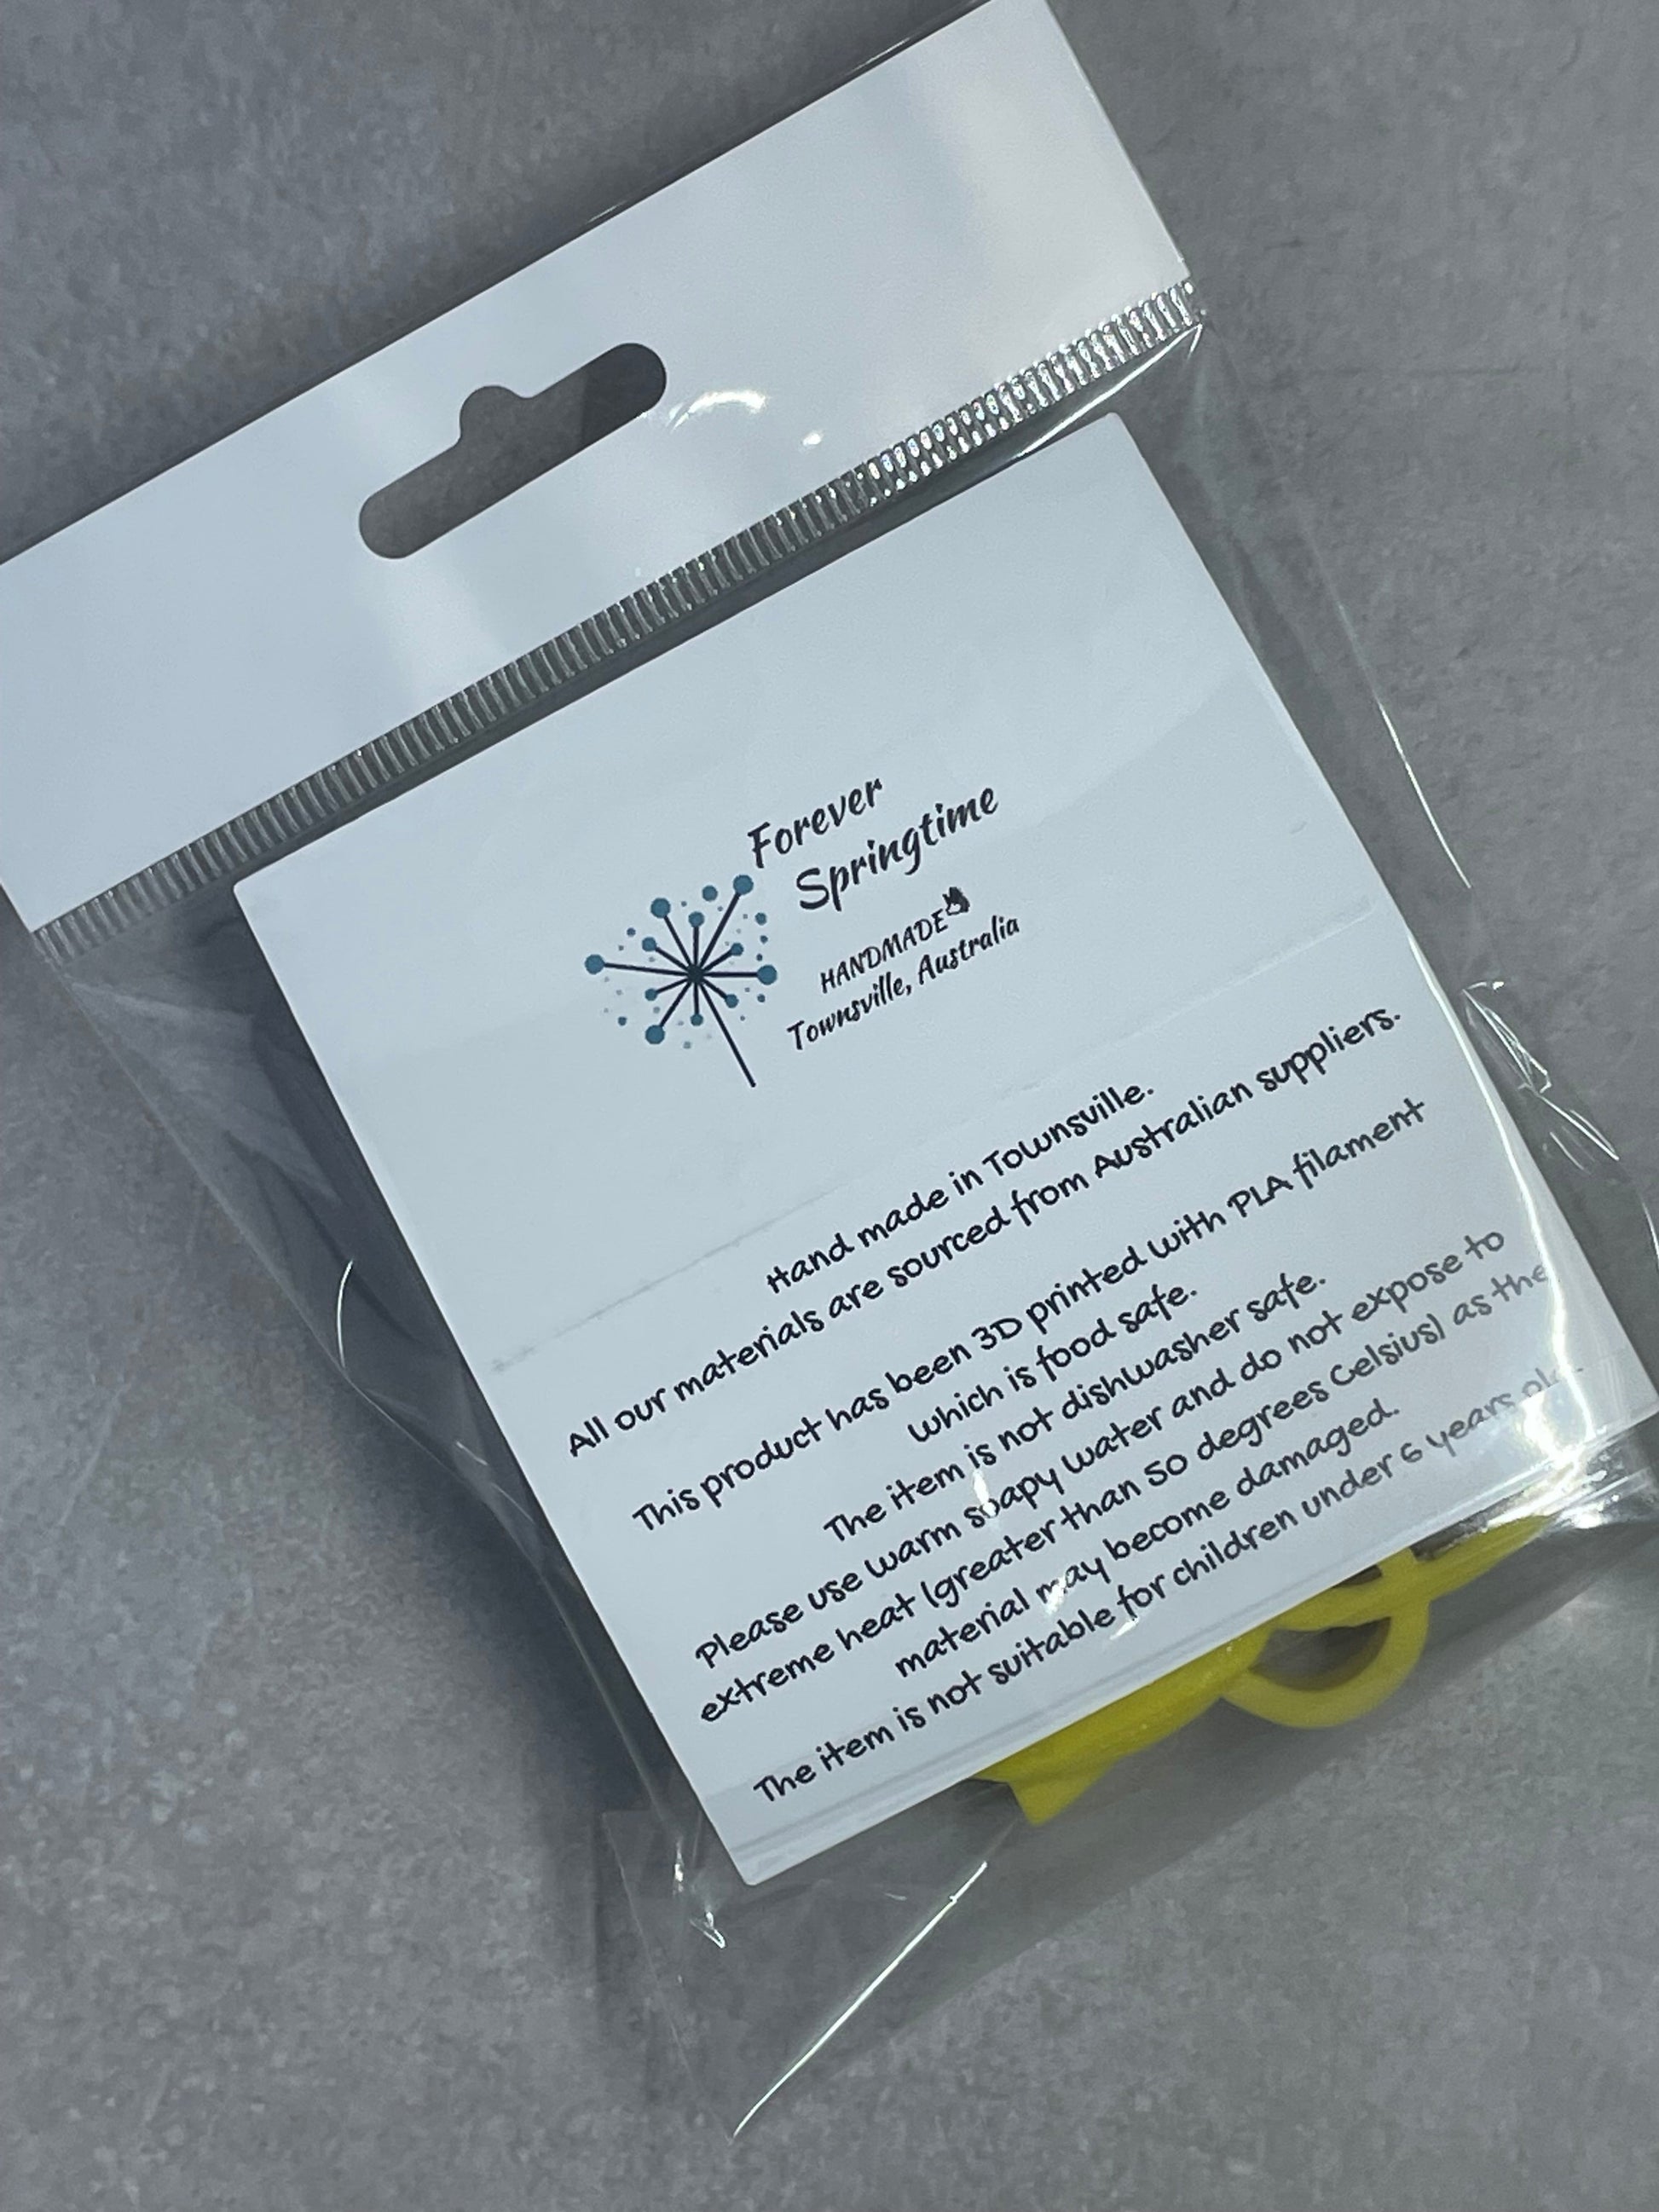 Forever
Springtime
HANDMADE
Townsville, Australia
Hand made in Townsville.
All our materials are sourced from Australian suppliers.
This product has been 3D printed with PLA filament
which is food safe.
The item is not dishwasher safe.
Please use warm soapy water and do not expose to
extreme heat (greater than 50 degrees Celsius) as the
material may become damaged.
The item is not suitable for children under 6 years